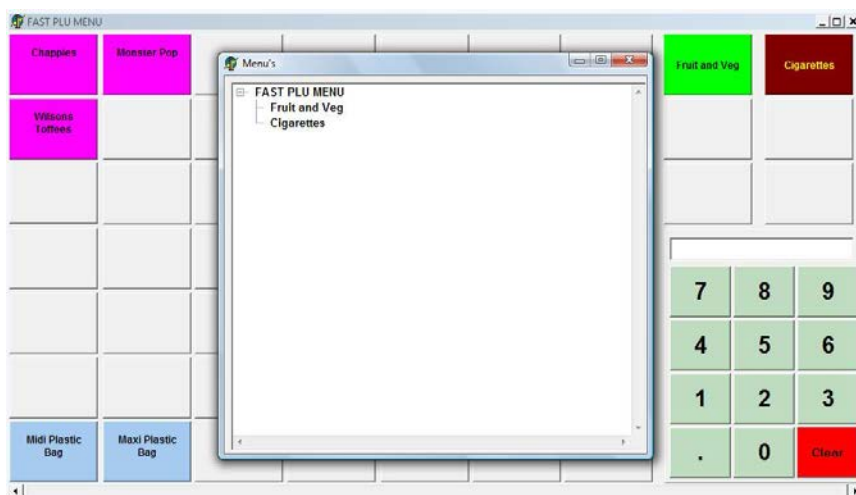 FAST PLU MENU
Chappies
Monster Pop
Menu's
Fruit and Veg
Cigarettes
FAST PLU MENU
Fruit and Veg
Cigarettes
Wilsons
Toffees
7 8 9
4 5 6
1 2 3
Midi Plastic
Bag
Maxi Plastic
Bag
. 0 Clear